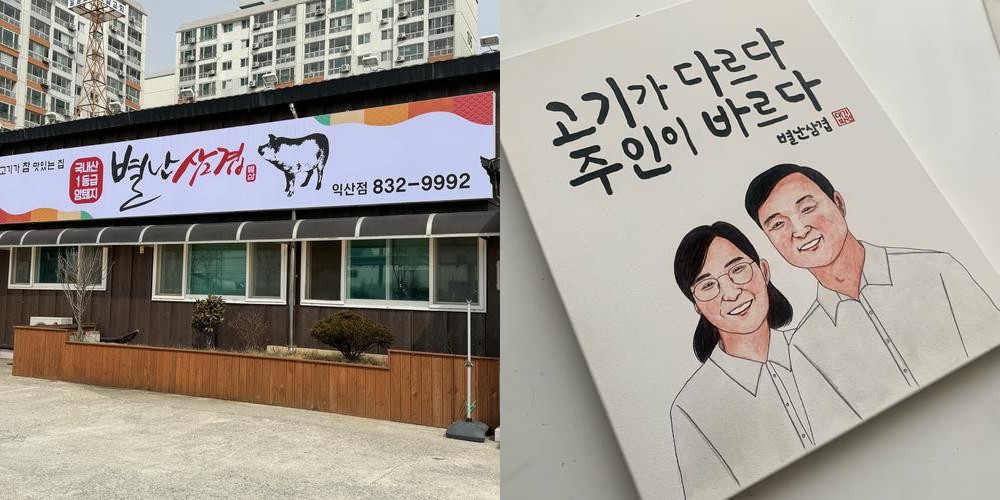 고기가 참 맛있는 집
국내산
1등급
암퇘지
별난삼겹
별삼
익산점 832-9992
고기가 다르다
주인이 바르다
별난삼겹